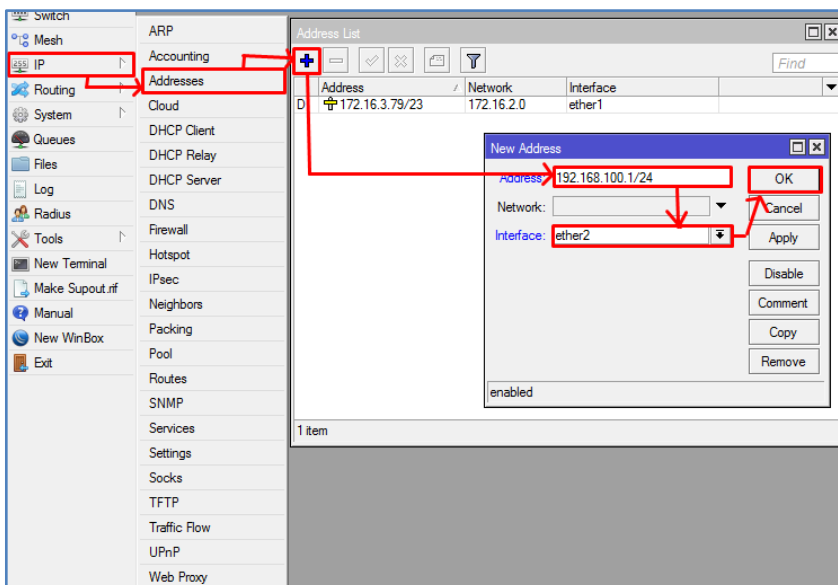 Switch
Mesh
IP
Routing
System
Queues
Files
Log
Radius
Tools
New Terminal
Make Supout.rif
Manual
New WinBox
Exit
ARP
Accounting
Addresses
Cloud
DHCP Client
DHCP Relay
DHCP Server
DNS
Firewall
Hotspot
IPsec
Neighbors
Packing
Pool
Routes
SNMP
Services
Settings
Socks
TFTP
Traffic Flow
UPnP
Web Proxy
Address List
Find
Address / Network Interface
D 172.16.3.79/23 172.16.2.0 ether1
1 item
New Address
Address: 192.168.100.1/24
Network:
Interface: ether2
OK
Cancel
Apply
Disable
Comment
Copy
Remove
enabled